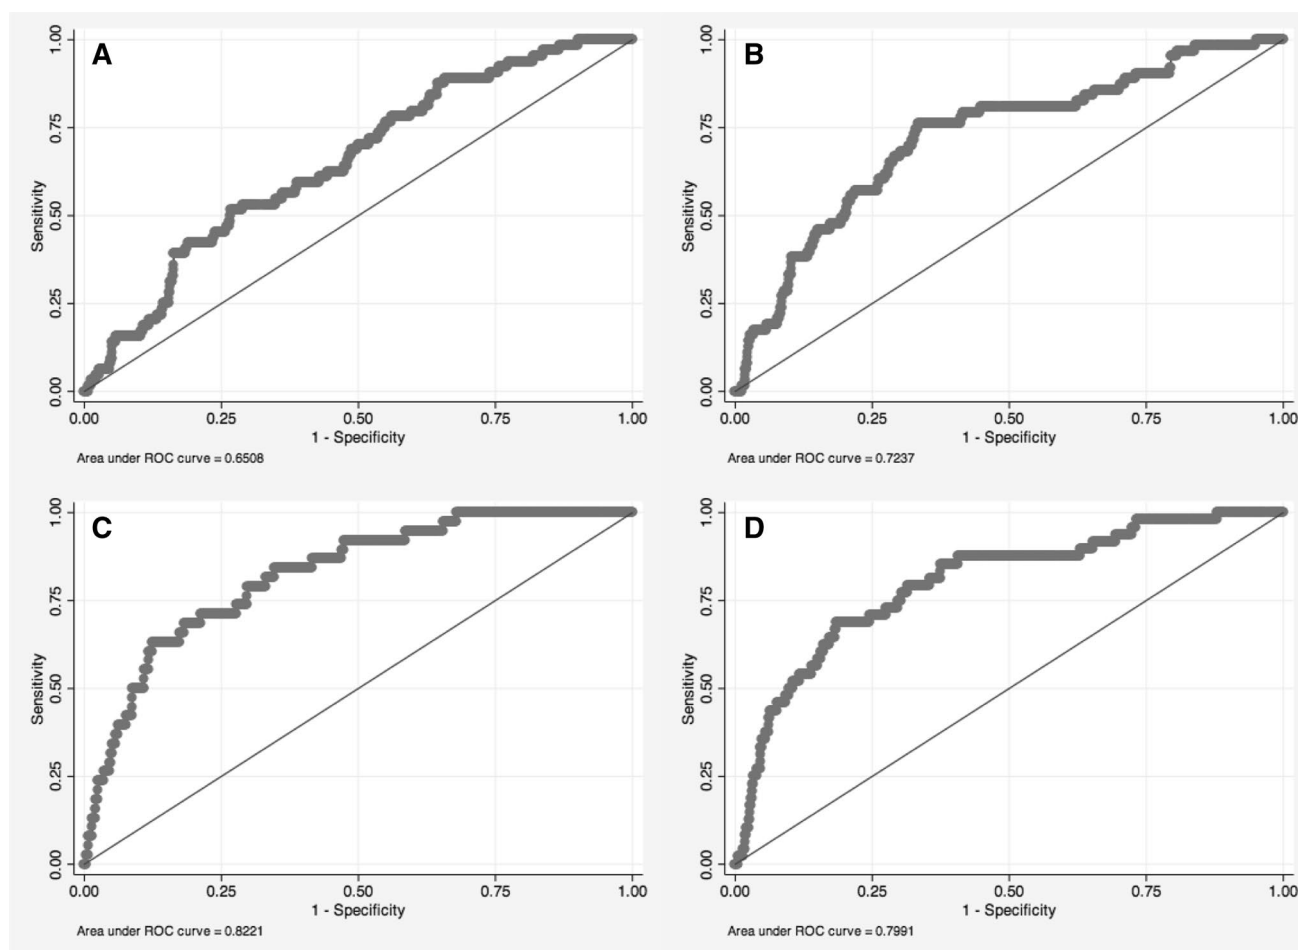 A
1.00
0.75
0.50
0.25
0.00
Sensitivity
0.00 0.25 0.50 0.75 1.00
1 - Specificity
Area under ROC curve = 0.6508
B
1.00
0.75
0.50
0.25
0.00
Sensitivity
0.00 0.25 0.50 0.75 1.00
1 - Specificity
Area under ROC curve = 0.7237
C
1.00
0.75
0.50
0.25
0.00
Sensitivity
0.00 0.25 0.50 0.75 1.00
1 - Specificity
Area under ROC curve = 0.8221
D
1.00
0.75
0.50
0.25
0.00
Sensitivity
0.00 0.25 0.50 0.75 1.00
1 - Specificity
Area under ROC curve = 0.7991